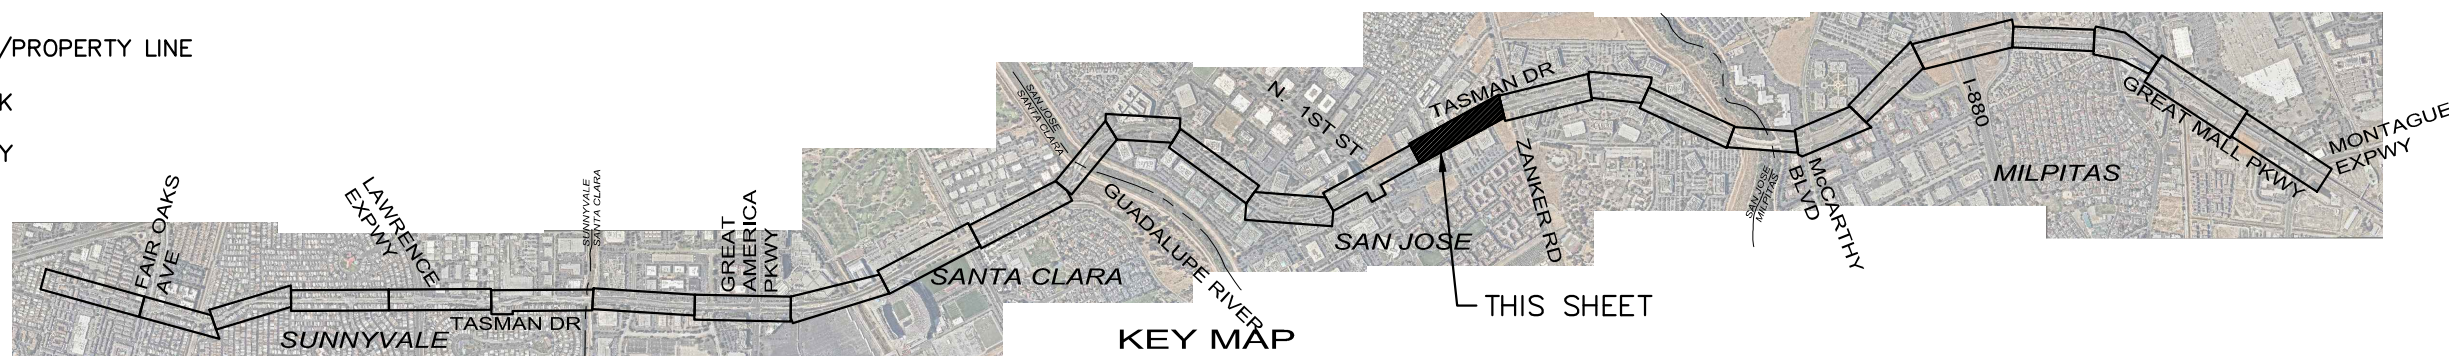 /PROPERTY LINE
K
Y
FAIR OAKS
AVE
LAWRENCE
EXPWY
SUNNYVALE
TASMAN DR
SUNNYVALE
SANTA CLARA
GREAT
AMERICA
PKWY
SANTA CLARA
SAN JOSE
SANTA CLARA
GUADALUPE RIVER
KEY MAP
N. 1ST ST
SAN JOSE
TASMAN DR
THIS SHEET
ZANKER RD
SAN JOSE
MILPITAS
McCARTHY
BLVD
I-880
MILPITAS
GREAT MALL PKWY
MONTAGUE
EXPWY